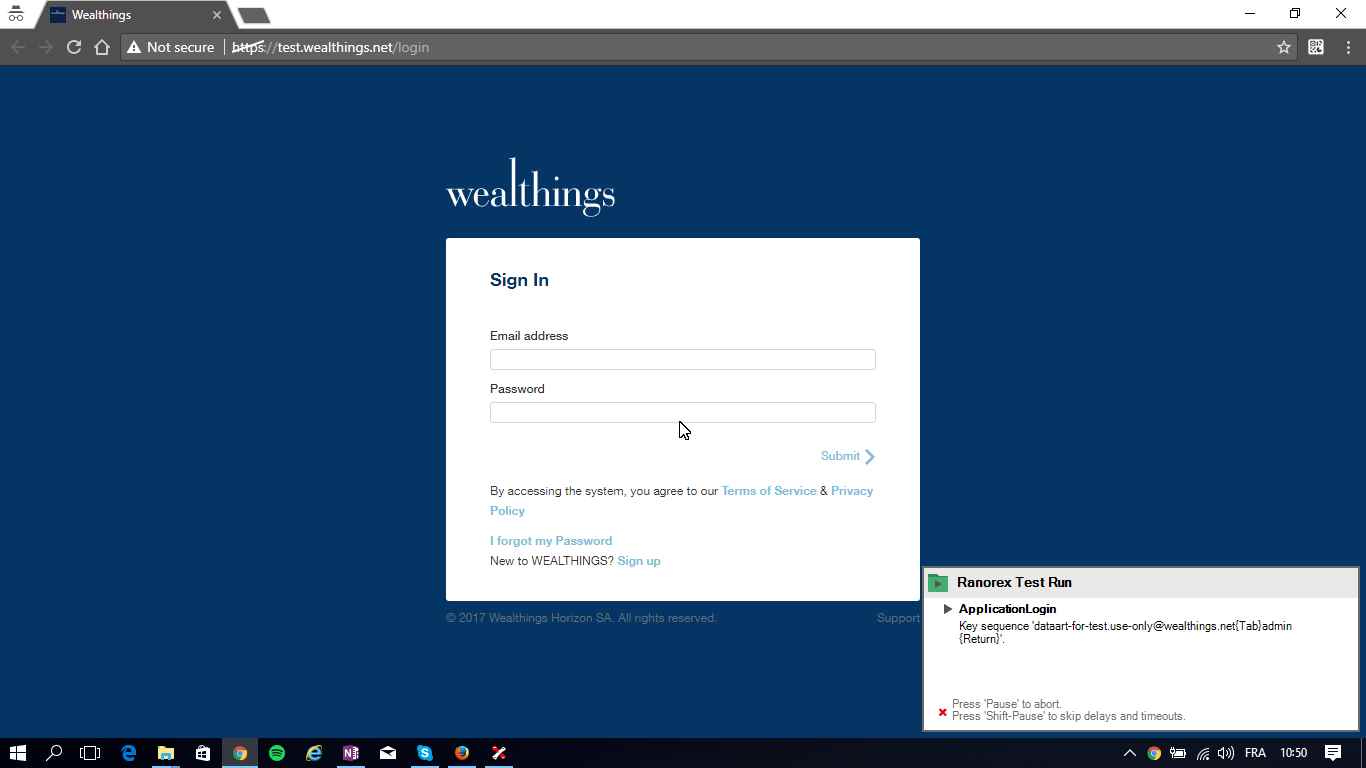 Wealthings
Not secure
https://test.wealthings.net/login
wealthings
Sign In
Email address
Password
Submit
By accessing the system, you agree to our Terms of Service & Privacy
Policy
I forgot my Password
New to WEALTHINGS? Sign up
© 2017 Wealthings Horizon SA. All rights reserved.
Support
Ranorex Test Run
ApplicationLogin
Key sequence 'dataart-for-test.use-only@wealthings.net{Tab}admin
{Return}'.
Press 'Pause' to abort.
Press 'Shift-Pause' to skip delays and timeouts.
FRA
10:50